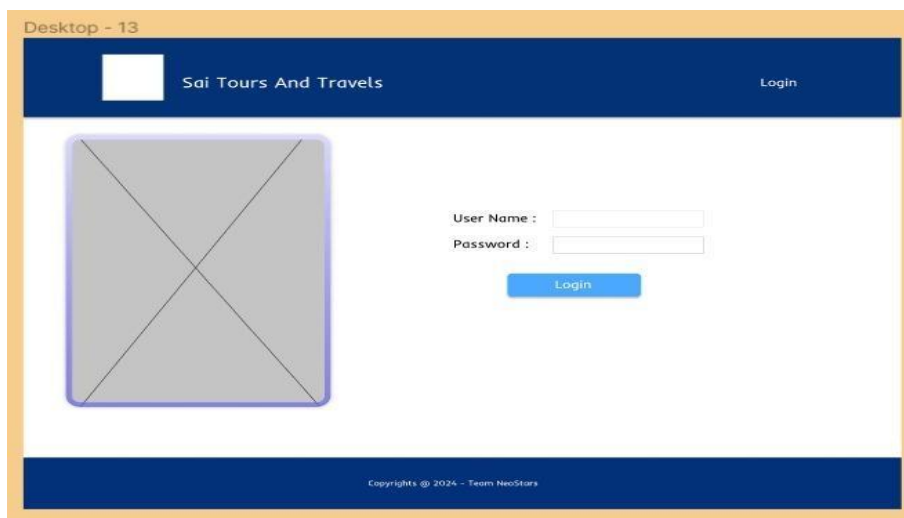 Desktop - 13
Sai Tours And Travels
Login
User Name :
Password :
Login
Copyrights @ 2024 - Team NeoStars